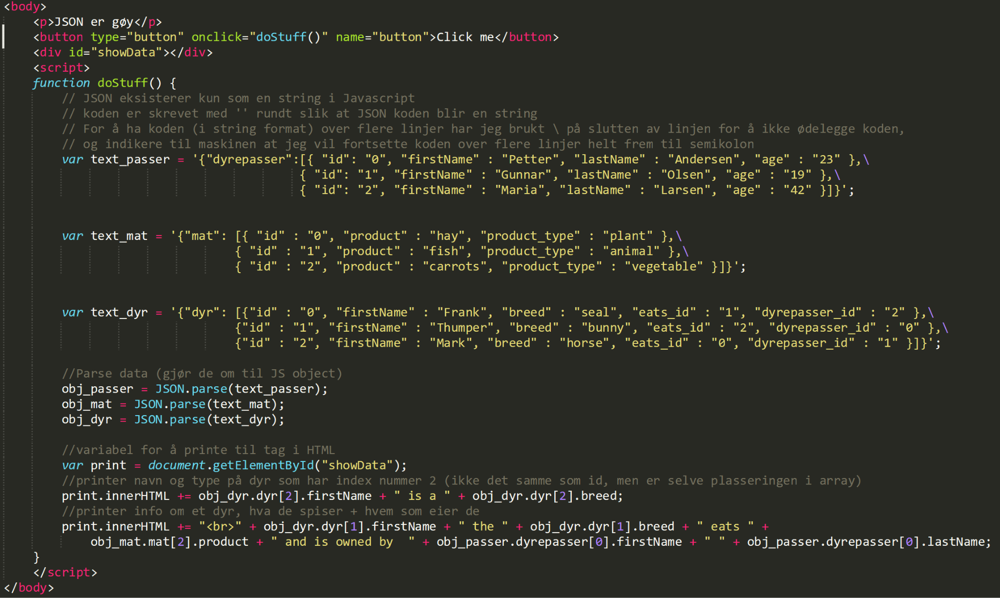 <body>
<p>JSON er gøy</p>
<button type="button" onclick="doStuff()" name="button">Click me</button>
<div id="showData"></div>
<script>
function doStuff() {
// JSON eksisterer kun som en string i Javascript
// koden er skrevet med '' rundt slik at JSON koden blir en string
// For å ha koden (i string format) over flere linjer har jeg brukt \ på slutten av linjen for å ikke ødelegge koden,
// og indikere til maskinen at jeg vil fortsette koden over flere linjer helt frem til semikolon
var text_passer = '{"dyrepasser":[{ "id": "0", "firstName" : "Petter", "lastName" : "Andersen", "age" : "23" },\
{ "id": "1", "firstName" : "Gunnar", "lastName" : "Olsen", "age" : "19" },\
{ "id": "2", "firstName" : "Maria", "lastName" : "Larsen", "age" : "42" }]}';
var text_mat = '{"mat": [{ "id" : "0", "product" : "hay", "product_type" : "plant" },\
{ "id" : "1", "product" : "fish", "product_type" : "animal" },\
{ "id" : "2", "product" : "carrots", "product_type" : "vegetable" }]}';
var text_dyr = '{"dyr": [{"id" : "0", "firstName" : "Frank", "breed" : "seal", "eats_id" : "1", "dyrepasser_id" : "2" },\
{"id" : "1", "firstName" : "Thumper", "breed" : "bunny", "eats_id" : "2", "dyrepasser_id" : "0" },\
{"id" : "2", "firstName" : "Mark", "breed" : "horse", "eats_id" : "0", "dyrepasser_id" : "1" }]}';
//Parse data (gjør de om til JS object)
obj_passer = JSON.parse(text_passer);
obj_mat = JSON.parse(text_mat);
obj_dyr = JSON.parse(text_dyr);
//variabel for å printe til tag i HTML
var print = document.getElementById("showData");
//printer navn og type på dyr som har index nummer 2 (ikke det samme som id, men er selve plasseringen i array)
print.innerHTML += obj_dyr.dyr[2].firstName + " is a " + obj_dyr.dyr[2].breed;
//printer info om et dyr, hva de spiser + hvem som eier de
print.innerHTML += "<br>" + obj_dyr.dyr[1].firstName + " the " + obj_dyr.dyr[1].breed + " eats " +
obj_mat.mat[2].product + " and is owned by  " + obj_passer.dyrepasser[0].firstName + " " + obj_passer.dyrepasser[0].lastName;
}
</script>
</body>